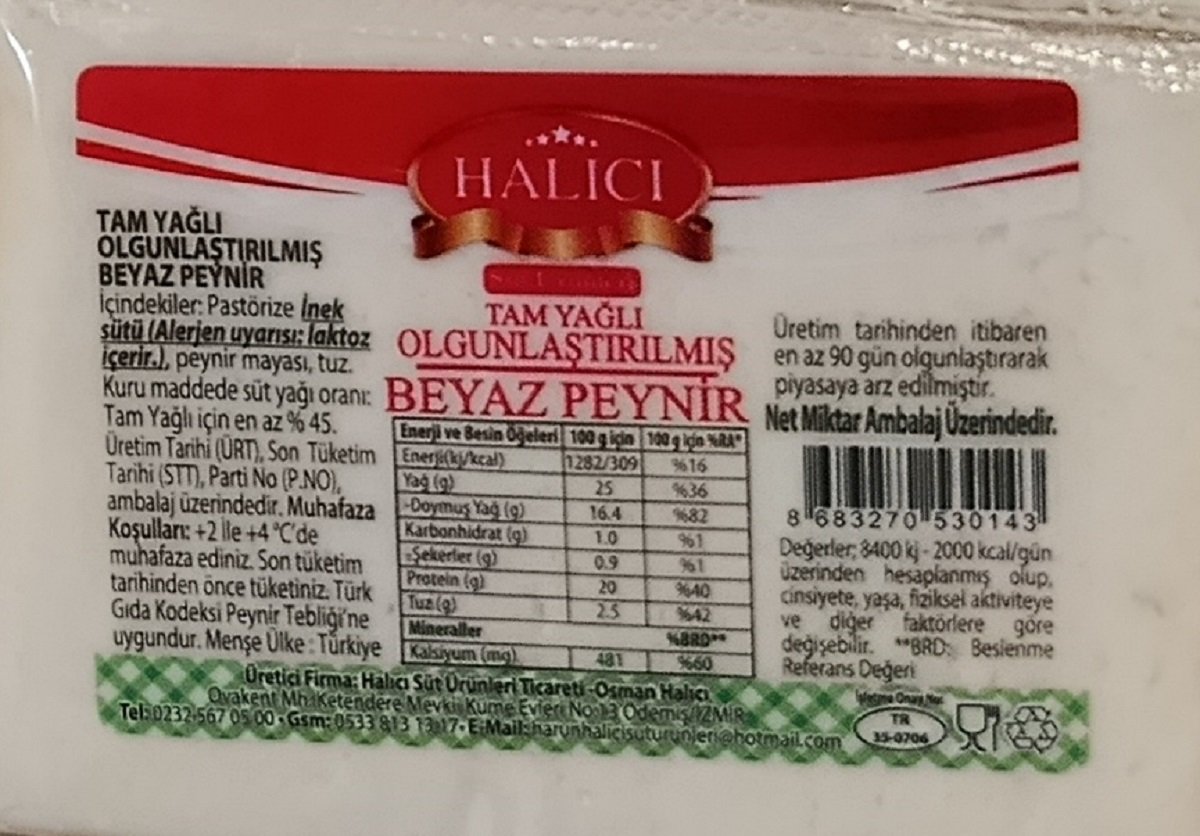 HALICI
TAM YAĞLI
OLGUNLAŞTIRILMIŞ
BEYAZ PEYNİR
İçindekiler: Pastörize İnek
sütü (Alerjen uyarısı: laktoz
içerir.), peynir mayası, tuz.
Kuru maddede süt yağı oranı:
Tam Yağlı için en az % 45.
Üretim Tarihi (ÜRT), Son Tüketim
Tarihi (STT), Parti No (P.NO),
ambalaj üzerindedir. Muhafaza
Koşulları: +2 ile +4 °C'de
muhafaza ediniz. Son tüketim
tarihinden önce tüketiniz. Türk
Gıda Kodeksi Peynir Tebliği'ne
uygundur. Menşe Ülke : Türkiye
TAM YAĞLI
OLGUNLAŞTIRILMIŞ
BEYAZ PEYNİR
Enerji ve Besin Öğeleri 100 g için 100 g için %RA*
Enerji(kj/kcal) 1282/309 %16
Yağ (g) 25 %36
-Doymuş Yağ (g) 16.4 %82
Karbonhidrat (g) 1.0 %1
-Şekerler (g) 0.9 %1
Protein (g) 20 %40
Tuz (g) 2.5 %42
Mineraller %BRD**
Kalsiyum (mg) 481 %60
Üretim tarihinden itibaren
en az 90 gün olgunlaştırarak
piyasaya arz edilmiştir.
Net Miktar Ambalaj Üzerindedir.
8 683270 530143
Değerler; 8400 kj - 2000 kcal/gün
üzerinden hesaplanmış olup,
cinsiyete, yaşa, fiziksel aktiviteye
ve diğer faktörlere göre
değişebilir. **BRD: Beslenme
Referans Değeri
Üretici Firma: Halıcı Süt Ürünleri Ticareti -Osman Halıcı
Ovakent Mh. Ketendere Mevkii Küme Evleri No:13 Ödemiş/İZMİR
Tel: 0232-567 05 00 • Gsm: 0533 813 13 17 • E-Mail: harunhalicisuturunleri@hotmail.com
İşletme Onay No:
TR
35-0706